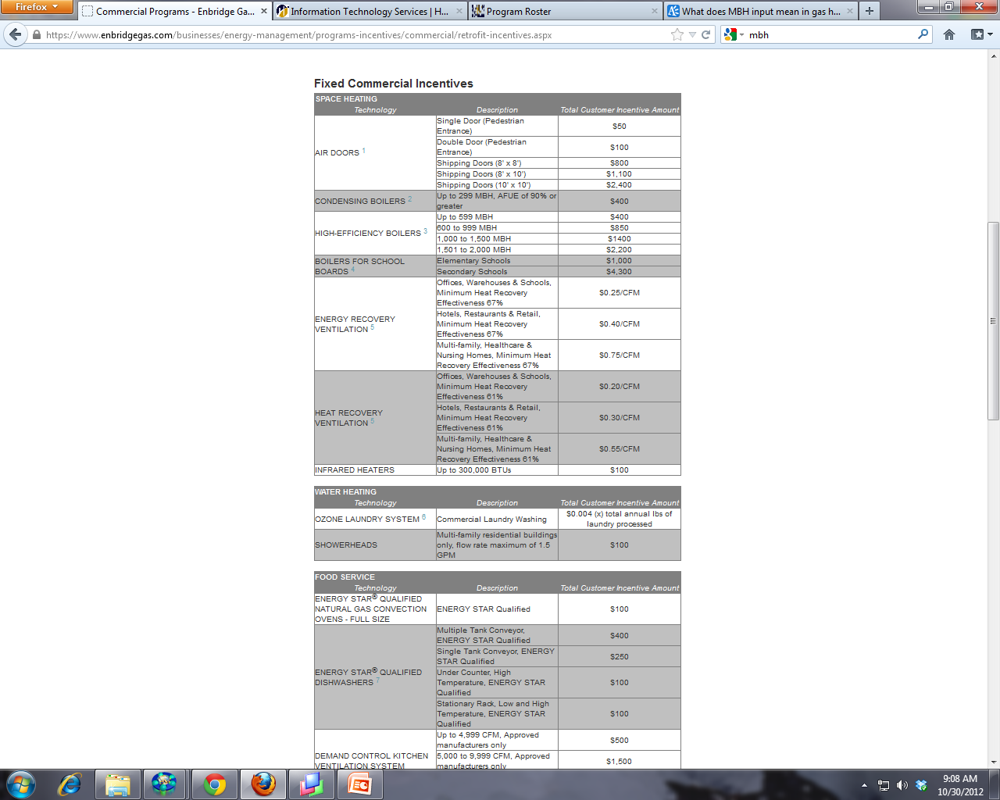 Firefox
Commercial Programs - Enbridge Ga...
Information Technology Services | H...
Program Roster
What does MBH input mean in gas h...
https://www.enbridgegas.com/businesses/energy-management/programs-incentives/commercial/retrofit-incentives.aspx
mbh
Fixed Commercial Incentives
SPACE HEATING
Technology Description Total Customer Incentive Amount
AIR DOORS 1
Single Door (Pedestrian
Entrance)
$50
Double Door (Pedestrian
Entrance)
$100
Shipping Doors (8' x 8') $800
Shipping Doors (8' x 10') $1,100
Shipping Doors (10' x 10') $2,400
CONDENSING BOILERS 2
Up to 299 MBH, AFUE of 90% or
greater
$400
HIGH-EFFICIENCY BOILERS 3
Up to 599 MBH $400
600 to 999 MBH $850
1,000 to 1,500 MBH $1400
1,501 to 2,000 MBH $2,200
BOILERS FOR SCHOOL
BOARDS 4
Elementary Schools $1,000
Secondary Schools $4,300
ENERGY RECOVERY
VENTILATION 5
Offices, Warehouses & Schools,
Minimum Heat Recovery
Effectiveness 67%
$0.25/CFM
Hotels, Restaurants & Retail,
Minimum Heat Recovery
Effectiveness 67%
$0.40/CFM
Multi-family, Healthcare &
Nursing Homes, Minimum Heat
Recovery Effectiveness 67%
$0.75/CFM
HEAT RECOVERY
VENTILATION 5
Offices, Warehouses & Schools,
Minimum Heat Recovery
Effectiveness 61%
$0.20/CFM
Hotels, Restaurants & Retail,
Minimum Heat Recovery
Effectiveness 61%
$0.30/CFM
Multi-family, Healthcare &
Nursing Homes, Minimum Heat
Recovery Effectiveness 61%
$0.55/CFM
INFRARED HEATERS Up to 300,000 BTUs $100
WATER HEATING
Technology Description Total Customer Incentive Amount
OZONE LAUNDRY SYSTEM 6 Commercial Laundry Washing
$0.004 (x) total annual lbs of
laundry processed
SHOWERHEADS
Multi-family residential buildings
only, flow rate maximum of 1.5
GPM
$100
FOOD SERVICE
Technology Description Total Customer Incentive Amount
ENERGY STAR® QUALIFIED
NATURAL GAS CONVECTION
OVENS - FULL SIZE
ENERGY STAR Qualified $100
ENERGY STAR® QUALIFIED
DISHWASHERS 7
Multiple Tank Conveyor,
ENERGY STAR Qualified
$400
Single Tank Conveyor, ENERGY
STAR Qualified
$250
Under Counter, High
Temperature, ENERGY STAR
Qualified
$100
Stationary Rack, Low and High
Temperature, ENERGY STAR
Qualified
$100
DEMAND CONTROL KITCHEN
VENTILATION SYSTEM
Up to 4,999 CFM, Approved
manufacturers only
$500
5,000 to 9,999 CFM, Approved
manufacturers only
$1,500
9:08 AM
10/30/2012